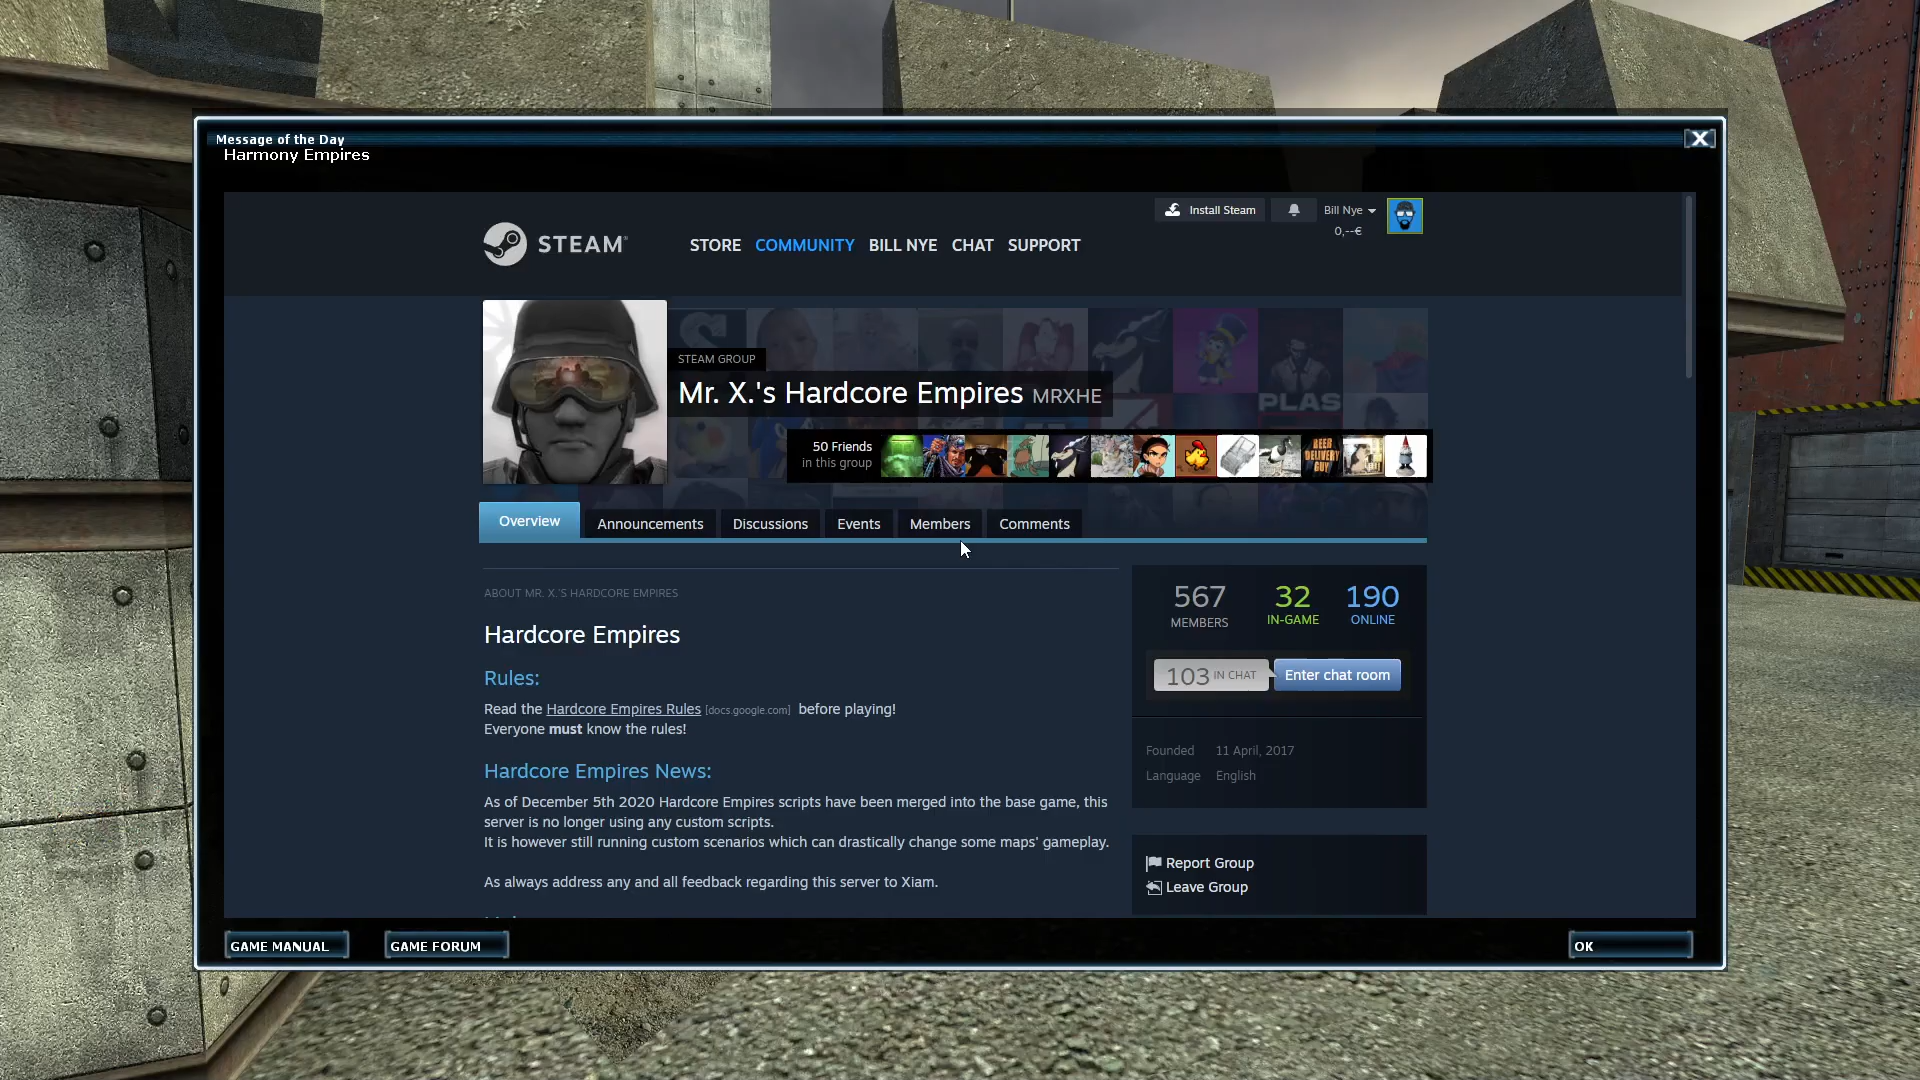 Message of the Day
Harmony Empires
Install Steam
Bill Nye
0,--€
STEAM®
STORE COMMUNITY BILL NYE CHAT SUPPORT
STEAM GROUP
Mr. X.'s Hardcore Empires MRXHE
PLAS
50 Friends
in this group
BEER
DELIVERY
GUY
Overview Announcements Discussions Events Members Comments
ABOUT MR. X.'S HARDCORE EMPIRES
Hardcore Empires
Rules:
Read the Hardcore Empires Rules [docs.google.com] before playing!
Everyone must know the rules!
Hardcore Empires News:
As of December 5th 2020 Hardcore Empires scripts have been merged into the base game, this
server is no longer using any custom scripts.
It is however still running custom scenarios which can drastically change some maps' gameplay.
As always address any and all feedback regarding this server to Xiam.
567 32 190
MEMBERS IN-GAME ONLINE
103 IN CHAT Enter chat room
Founded 11 April, 2017
Language English
Report Group
Leave Group
GAME MANUAL
GAME FORUM
OK